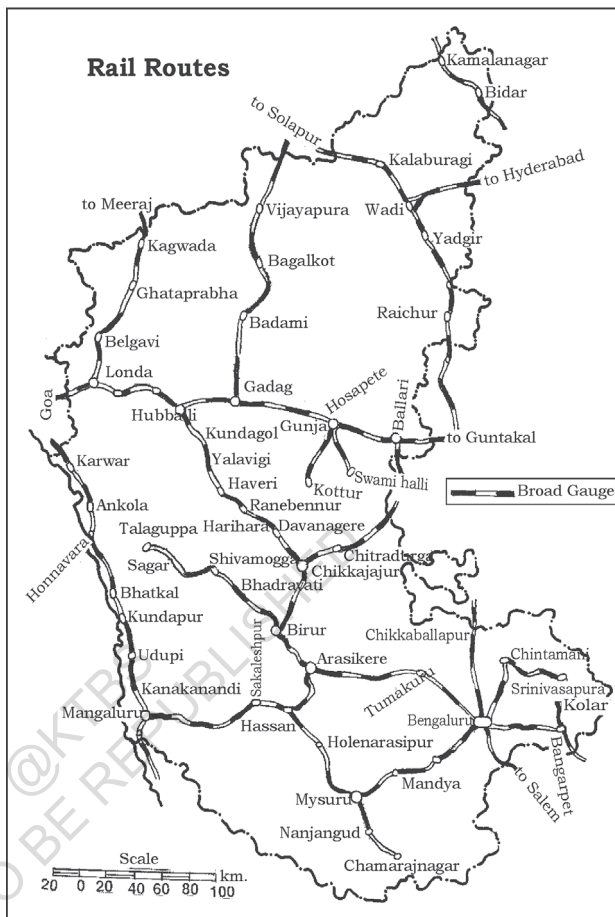 Rail Routes
Kamalanagar
Bidar
to Solapur
Kalaburagi
to Hyderabad
Wadi
to Meeraj
Vijayapura
Kagwada
Yadgir
Bagalkot
Ghataprabha
Badami
Raichur
Belgavi
Londa
Goa
Gadag
Hosapete
Ballari
Hubballi
Gunja
to Guntakal
Kundagol
Yalavigi
Karwar
Haveri
Kottur
Swami halli
Broad Gauge
Ankola
Ranebennur
Talaguppa
Harihara
Davanagere
Honnavara
Sagar
Shivamogga
Chitradurga
Chikkajajur
Bhadravati
Bhatkal
Kundapur
Birur
Chikkaballapur
Udupi
Sakaleshpur
Arasikere
Chintamani
Tumakuru
Srinivasapura
Kanakanandi
Kolar
Mangaluru
Hassan
Bengaluru
Holenarasipur
Bangarpet
to Salem
Mandya
Mysuru
Nanjangud
Chamarajnagar
Scale
20 0 20 40 60 80 100 km.
@KTBS
O BE REPUBLISHED